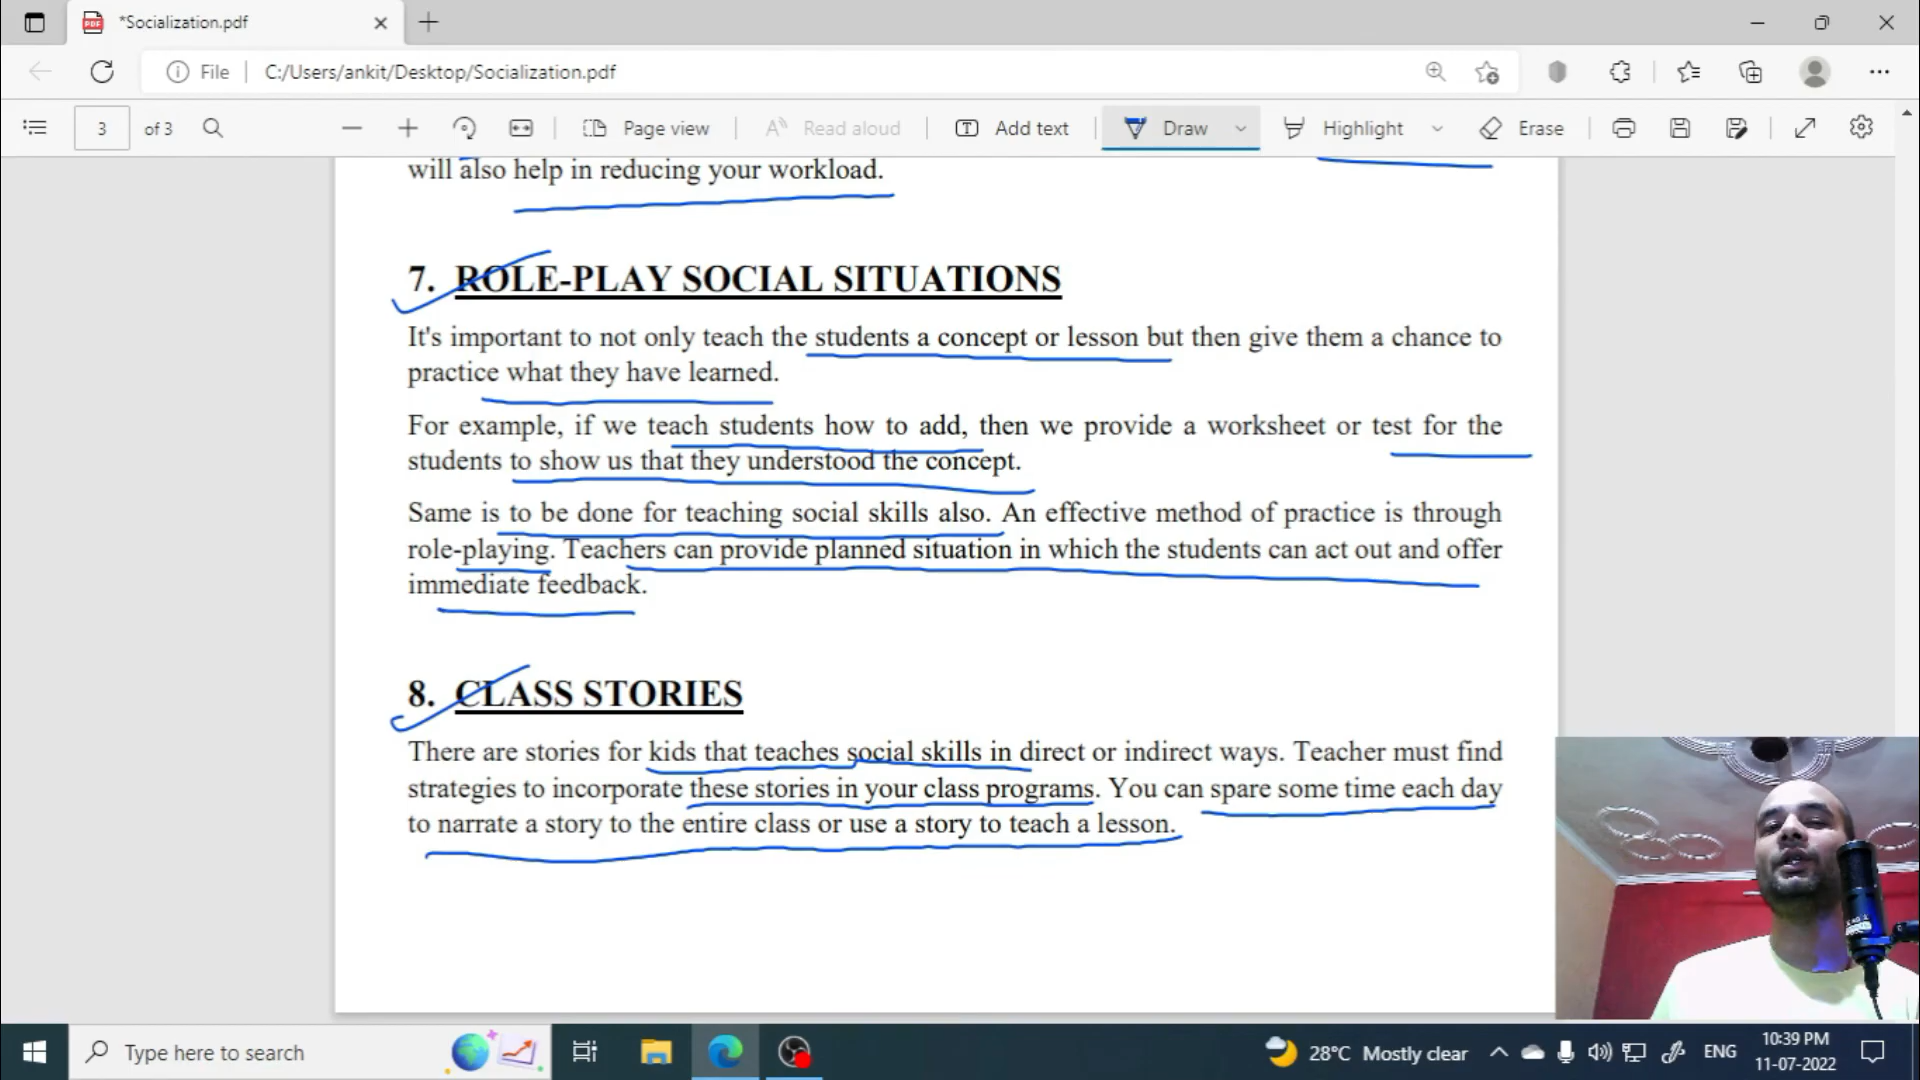 *Socialization.pdf
File
C:/Users/ankit/Desktop/Socialization.pdf
3 of 3
Page view
Read aloud
Add text
Draw
Highlight
Erase
will also help in reducing your workload.
7. ROLE-PLAY SOCIAL SITUATIONS
It's important to not only teach the students a concept or lesson but then give them a chance to
practice what they have learned.
For example, if we teach students how to add, then we provide a worksheet or test for the
students to show us that they understood the concept.
Same is to be done for teaching social skills also. An effective method of practice is through
role-playing. Teachers can provide planned situation in which the students can act out and offer
immediate feedback.
8. CLASS STORIES
There are stories for kids that teaches social skills in direct or indirect ways. Teacher must find
strategies to incorporate these stories in your class programs. You can spare some time each day
to narrate a story to the entire class or use a story to teach a lesson.
Type here to search
28°C Mostly clear
ENG
10:39 PM
11-07-2022